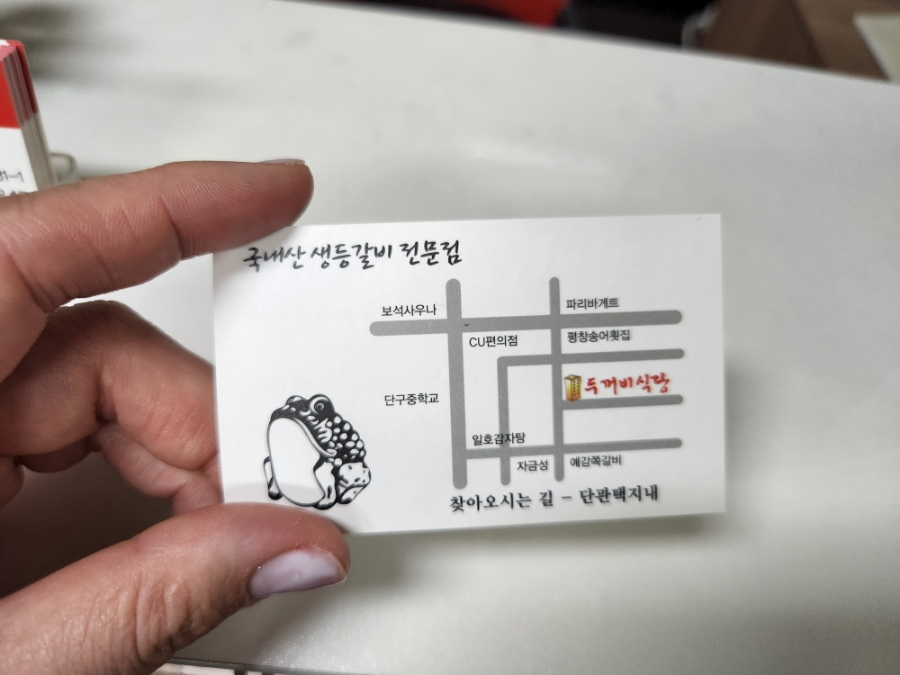 국내산 생등갈비 전문점
보석사우나
파리바게트
CU편의점
평창송어횟집
두꺼비식당
단구중학교
일호감자탕
자금성
예감쪽갈비
찾아오시는 길 - 단관택지내